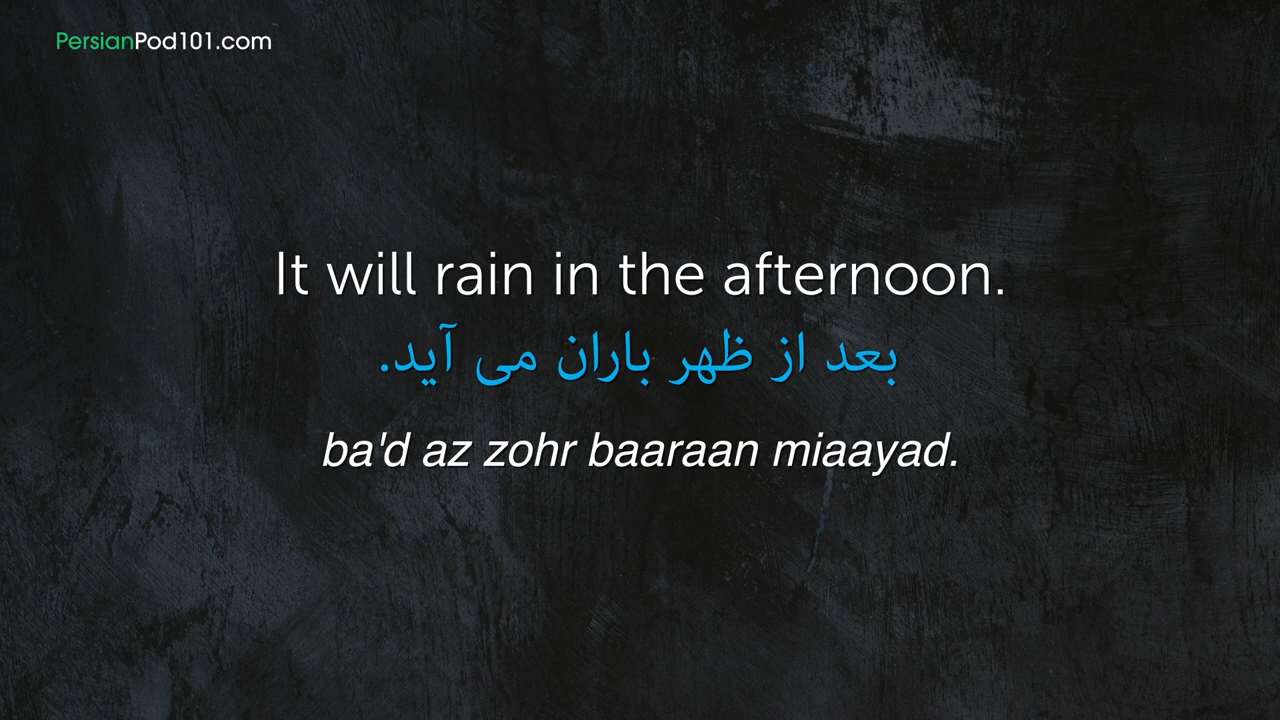 PersianPod101.com
It will rain in the afternoon.
بعد از ظهر باران می آید.
ba'd az zohr baaraan miaayad.